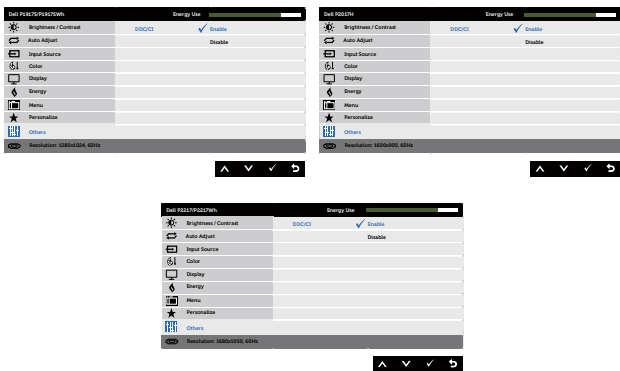 Dell P1917S/P1917SWh Energy Use
Brightness / Contrast DDC/CI Enable
Auto Adjust Disable
Input Source
Color
Display
Energy
Menu
Personalize
Others
Resolution: 1280x1024, 60Hz
Dell P2017H Energy Use
Brightness / Contrast DDC/CI Enable
Auto Adjust Disable
Input Source
Color
Display
Energy
Menu
Personalize
Others
Resolution: 1600x900, 60Hz
Dell P2217/P2217Wh Energy Use
Brightness / Contrast DDC/CI Enable
Auto Adjust Disable
Input Source
Color
Display
Energy
Menu
Personalize
Others
Resolution: 1680x1050, 60Hz